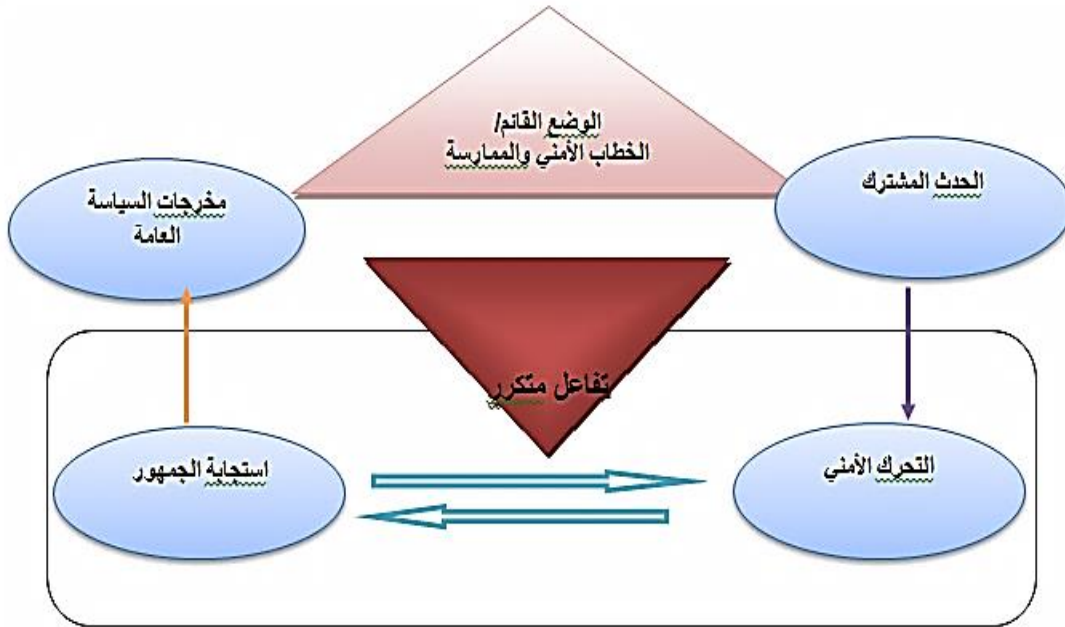 الوضع القائم/
الخطاب الأمني والممارسة
الحدث المشترك
مخرجات السياسة
العامة
تفاعل متكرر
التحرك الأمني
استجابة الجمهور